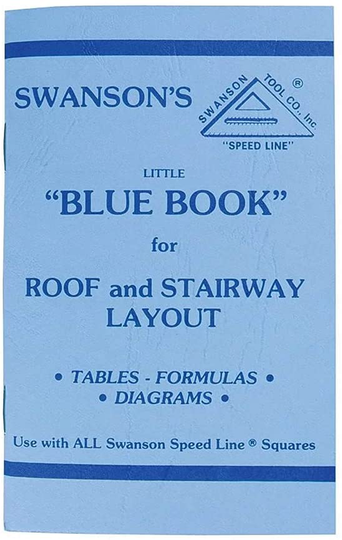 SWANSON'S
SWANSON TOOL CO., Inc. ®
"SPEED LINE"
LITTLE
"BLUE BOOK"
for
ROOF and STAIRWAY
LAYOUT
• TABLES - FORMULAS •
• DIAGRAMS •
Use with ALL Swanson Speed Line ® Squares